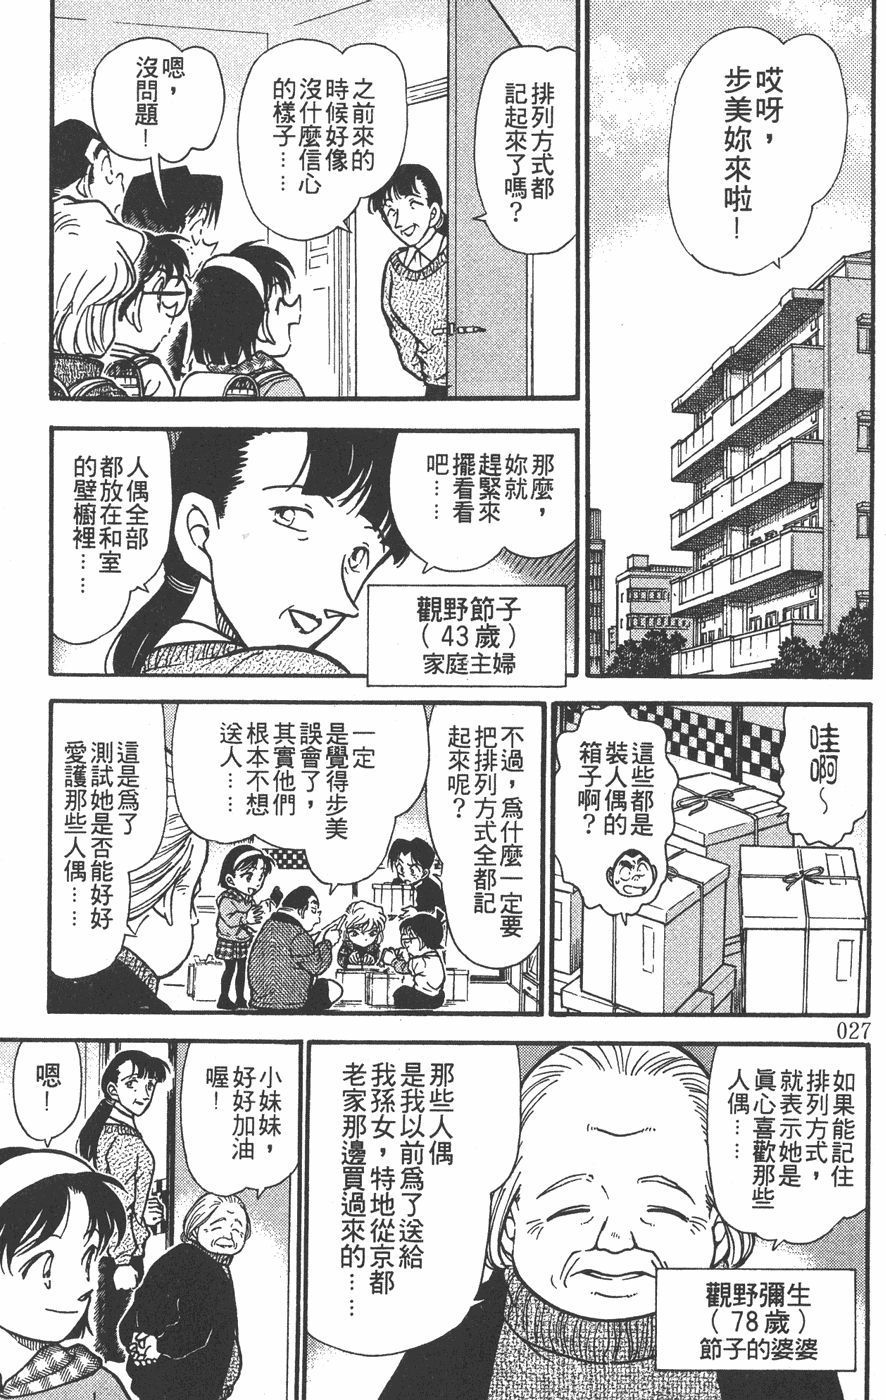 哎呀，
步美妳來啦！
排列方式都
記起來了嗎？
之前來的
時候好像
沒什麼信心
的樣子……
嗯，
沒問題！
那麼，
妳就
趕緊來
擺看看
吧……
人偶全部
都放在和室
的壁櫥裡……
觀野節子
（43歲）
家庭主婦
哇啊～
這些都是
裝人偶的
箱子啊？
不過，為什麼一定要
把排列方式全都記
起來呢？
一定
是覺得步美
誤會了，
其實他們
根本不想
送人……
這是為了
測試她是否能好好
愛護那些人偶……
027
如果能記住
排列方式，
就表示她是
真心喜歡那些
人偶……
觀野彌生
（78歲）
節子的婆婆
那些人偶
是我以前為了送給
我孫女，特地從京都
老家那邊買過來的……
小妹妹，
好好加油
喔！
嗯！